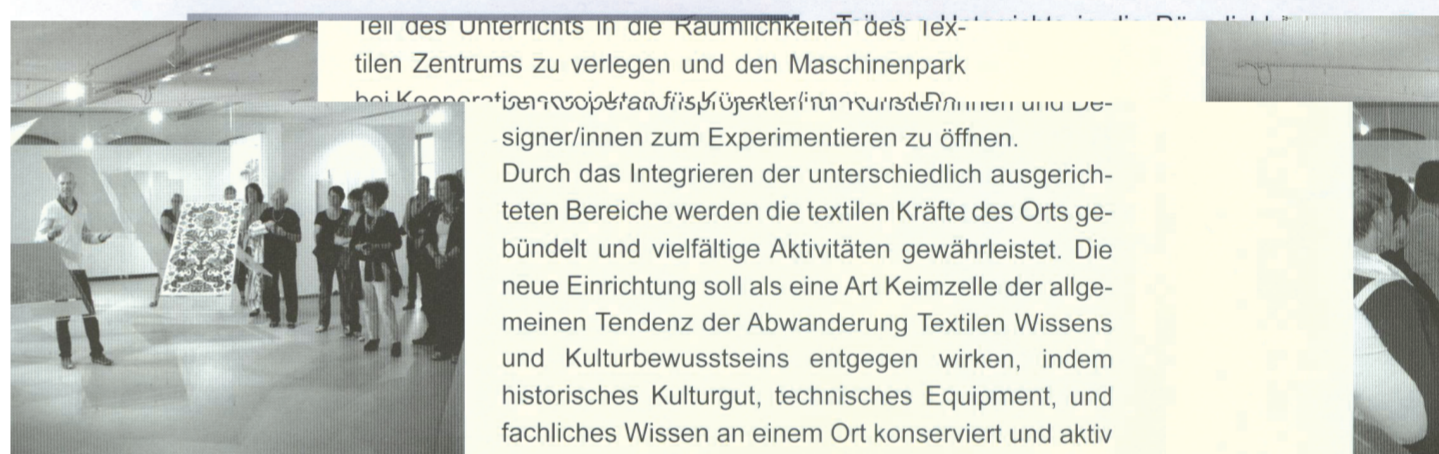 Teil des Unterrichts in die Räumlichkeiten des Tex-
tilen Zentrums zu verlegen und den Maschinenpark
signer/innen zum Experimentieren zu öffnen.
Durch das Integrieren der unterschiedlich ausgerich-
teten Bereiche werden die textilen Kräfte des Orts ge-
bündelt und vielfältige Aktivitäten gewährleistet. Die
neue Einrichtung soll als eine Art Keimzelle der allge-
meinen Tendenz der Abwanderung Textilen Wissens
und Kulturbewusstseins entgegen wirken, indem
historisches Kulturgut, technisches Equipment, und
fachliches Wissen an einem Ort konserviert und aktiv